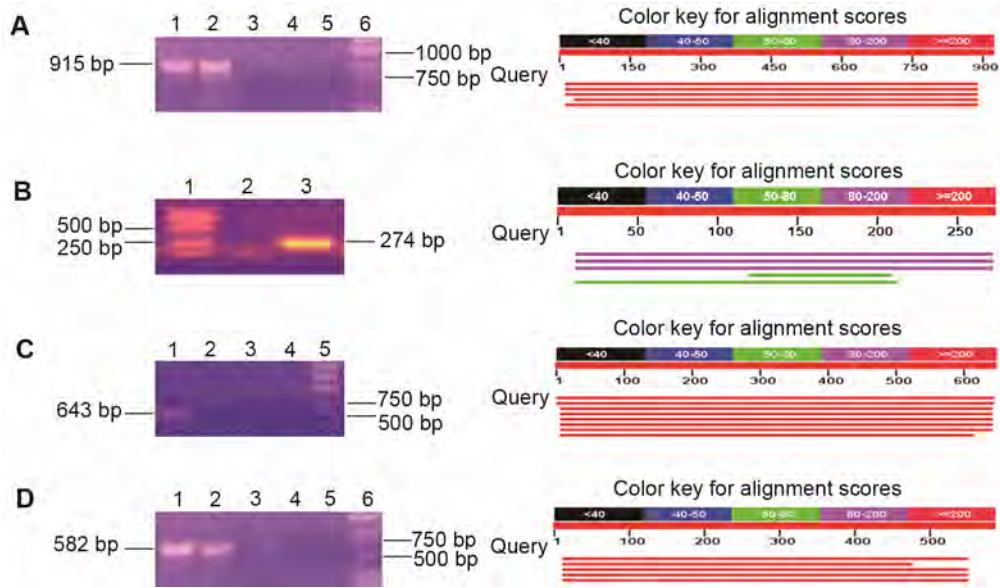 A
1 2 3 4 5 6
915 bp
1000 bp
750 bp
Color key for alignment scores
<40 40-50 50-80 80-200 >=200
Query
1 150 300 450 600 750 900
B
1 2 3
500 bp
250 bp
274 bp
Color key for alignment scores
<40 40-50 50-80 80-200 >=200
Query
1 50 100 150 200 250
C
1 2 3 4 5
643 bp
750 bp
500 bp
Color key for alignment scores
<40 40-50 50-80 80-200 >=200
Query
1 100 200 300 400 500 600
D
1 2 3 4 5 6
582 bp
750 bp
500 bp
Color key for alignment scores
<40 40-50 50-80 80-200 >=200
Query
1 100 200 300 400 500